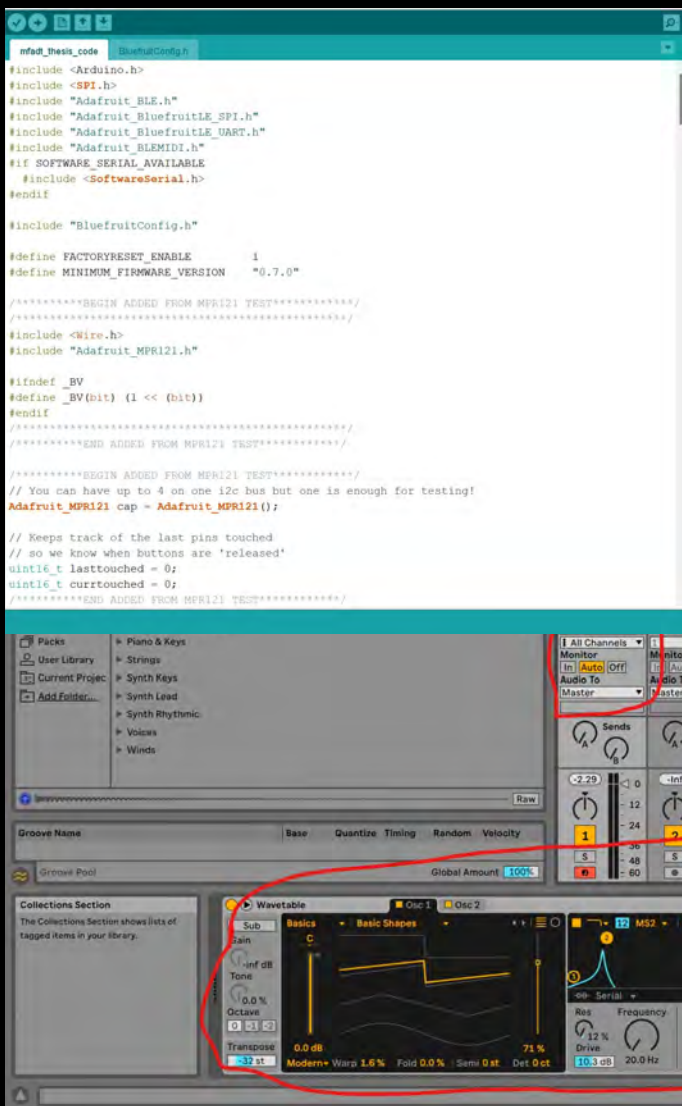 mfadt_thesis_code
BluefruitConfig.h
#include <Arduino.h>
#include <SPI.h>
#include "Adafruit_BLE.h"
#include "Adafruit_BluefruitLE_SPI.h"
#include "Adafruit_BluefruitLE_UART.h"
#include "Adafruit_BLEMIDI.h"
#if SOFTWARE_SERIAL_AVAILABLE
#include <SoftwareSerial.h>
#endif
#include "BluefruitConfig.h"
#define FACTORYRESET_ENABLE 1
#define MINIMUM_FIRMWARE_VERSION "0.7.0"
/**********BEGIN ADDED FROM MPR121 TEST************/
/*************************************************/
#include <Wire.h>
#include "Adafruit_MPR121.h"
#ifndef _BV
#define _BV(bit) (1 << (bit))
#endif
/*************************************************/
/**********END ADDED FROM MPR121 TEST************/
/**********BEGIN ADDED FROM MPR121 TEST************/
// You can have up to 4 on one i2c bus but one is enough for testing!
Adafruit_MPR121 cap = Adafruit_MPR121();
// Keeps track of the last pins touched
// so we know when buttons are 'released'
uint16_t lasttouched = 0;
uint16_t currtouched = 0;
/**********END ADDED FROM MPR121 TEST************/
Packs
User Library
Current Projec
Add Folder...
Piano & Keys
Strings
Synth Keys
Synth Lead
Synth Rhythmic
Voices
Winds
Raw
All Channels
Monitor
In Auto Off
Audio To
Master
Sends
A
B
-2.29
0
12
24
36
48
60
1
S
2
S
Groove Name Base Quantize Timing Random Velocity
Groove Pool Global Amount 100%
Collections Section
The Collections Section shows lists of
tagged items in your library.
Wavetable
Osc 1
Osc 2
Sub
Gain
-inf dB
Tone
0.0 %
Octave
0 -1 -2
Transpose
-32 st
Basics
Basic Shapes
C
0.0 dB
71 %
Modern Warp 1.6 % Fold 0.0 % Semi 0 st Det 0 ct
12 MS2
2
1
Serial
Res Frequency
12 %
Drive
10.3 dB 20.0 Hz